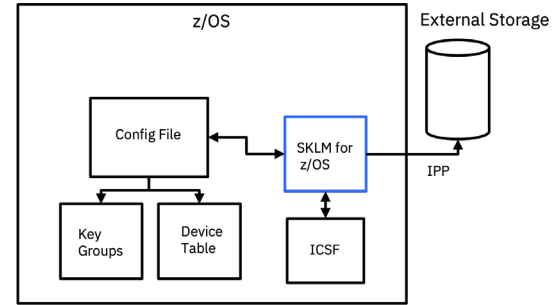 z/OS
External Storage
Config File
SKLM for
z/OS
IPP
Key
Groups
Device
Table
ICSF